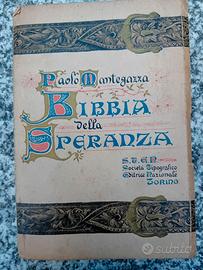 Paolo Mantegazza
BIBBIA
della
SPERANZA
S.T.E.N.
Società Tipografico
Editrice Nazionale
TORINO
subito